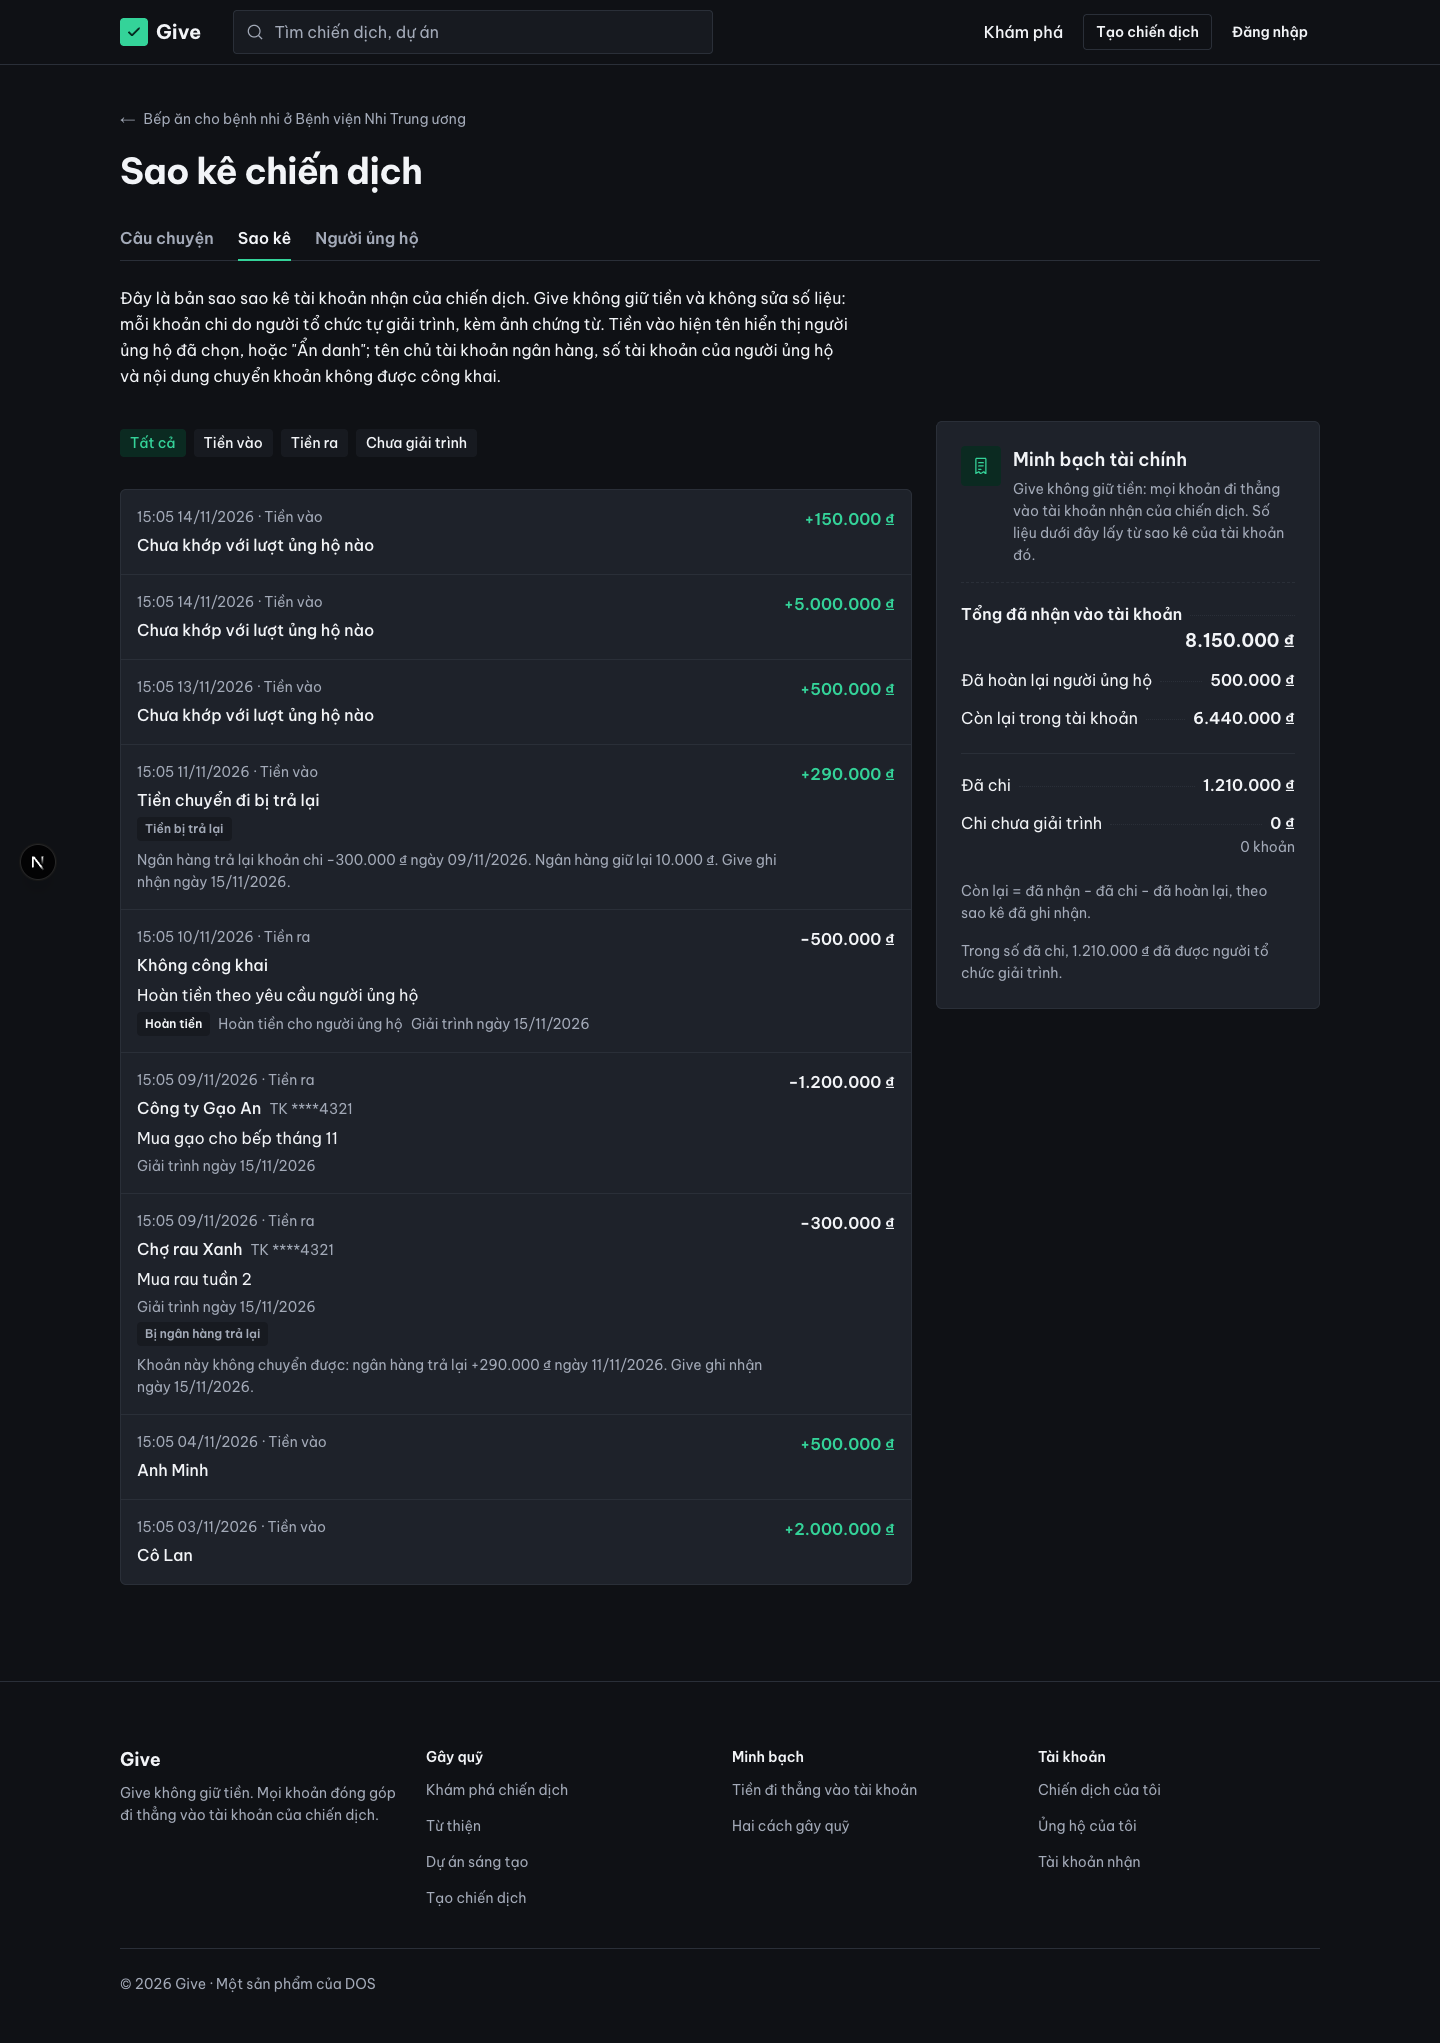 Give
Tìm chiến dịch, dự án
Khám phá
Tạo chiến dịch
Đăng nhập
← Bếp ăn cho bệnh nhi ở Bệnh viện Nhi Trung ương
Sao kê chiến dịch
Câu chuyện
Sao kê
Người ủng hộ
Đây là bản sao sao kê tài khoản nhận của chiến dịch. Give không giữ tiền và không sửa số liệu:
mỗi khoản chi do người tổ chức tự giải trình, kèm ảnh chứng từ. Tiền vào hiện tên hiển thị người
ủng hộ đã chọn, hoặc "Ẩn danh"; tên chủ tài khoản ngân hàng, số tài khoản của người ủng hộ
và nội dung chuyển khoản không được công khai.
Tất cả
Tiền vào
Tiền ra
Chưa giải trình
15:05 14/11/2026 · Tiền vào
+150.000 ₫
Chưa khớp với lượt ủng hộ nào
15:05 14/11/2026 · Tiền vào
+5.000.000 ₫
Chưa khớp với lượt ủng hộ nào
15:05 13/11/2026 · Tiền vào
+500.000 ₫
Chưa khớp với lượt ủng hộ nào
15:05 11/11/2026 · Tiền vào
+290.000 ₫
Tiền chuyển đi bị trả lại
Tiền bị trả lại
Ngân hàng trả lại khoản chi -300.000 ₫ ngày 09/11/2026. Ngân hàng giữ lại 10.000 ₫. Give ghi
nhận ngày 15/11/2026.
15:05 10/11/2026 · Tiền ra
-500.000 ₫
Không công khai
Hoàn tiền theo yêu cầu người ủng hộ
Hoàn tiền
Hoàn tiền cho người ủng hộ
Giải trình ngày 15/11/2026
15:05 09/11/2026 · Tiền ra
-1.200.000 ₫
Công ty Gạo An TK ****4321
Mua gạo cho bếp tháng 11
Giải trình ngày 15/11/2026
15:05 09/11/2026 · Tiền ra
-300.000 ₫
Chợ rau Xanh TK ****4321
Mua rau tuần 2
Giải trình ngày 15/11/2026
Bị ngân hàng trả lại
Khoản này không chuyển được: ngân hàng trả lại +290.000 ₫ ngày 11/11/2026. Give ghi nhận
ngày 15/11/2026.
15:05 04/11/2026 · Tiền vào
+500.000 ₫
Anh Minh
15:05 03/11/2026 · Tiền vào
+2.000.000 ₫
Cô Lan
Minh bạch tài chính
Give không giữ tiền: mọi khoản đi thẳng
vào tài khoản nhận của chiến dịch. Số
liệu dưới đây lấy từ sao kê của tài khoản
đó.
Tổng đã nhận vào tài khoản
8.150.000 ₫
Đã hoàn lại người ủng hộ
500.000 ₫
Còn lại trong tài khoản
6.440.000 ₫
Đã chi
1.210.000 ₫
Chi chưa giải trình
0 ₫
0 khoản
Còn lại = đã nhận - đã chi - đã hoàn lại, theo
sao kê đã ghi nhận.
Trong số đã chi, 1.210.000 ₫ đã được người tổ
chức giải trình.
N
Give
Give không giữ tiền. Mọi khoản đóng góp
đi thẳng vào tài khoản của chiến dịch.
Gây quỹ
Khám phá chiến dịch
Từ thiện
Dự án sáng tạo
Tạo chiến dịch
Minh bạch
Tiền đi thẳng vào tài khoản
Hai cách gây quỹ
Tài khoản
Chiến dịch của tôi
Ủng hộ của tôi
Tài khoản nhận
© 2026 Give · Một sản phẩm của DOS